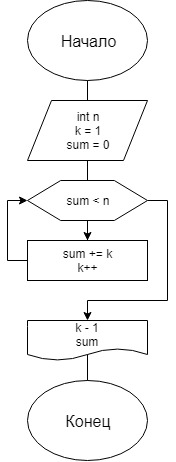 Начало
int n
k = 1
sum = 0
sum < n
sum += k
k++
k - 1
sum
Конец